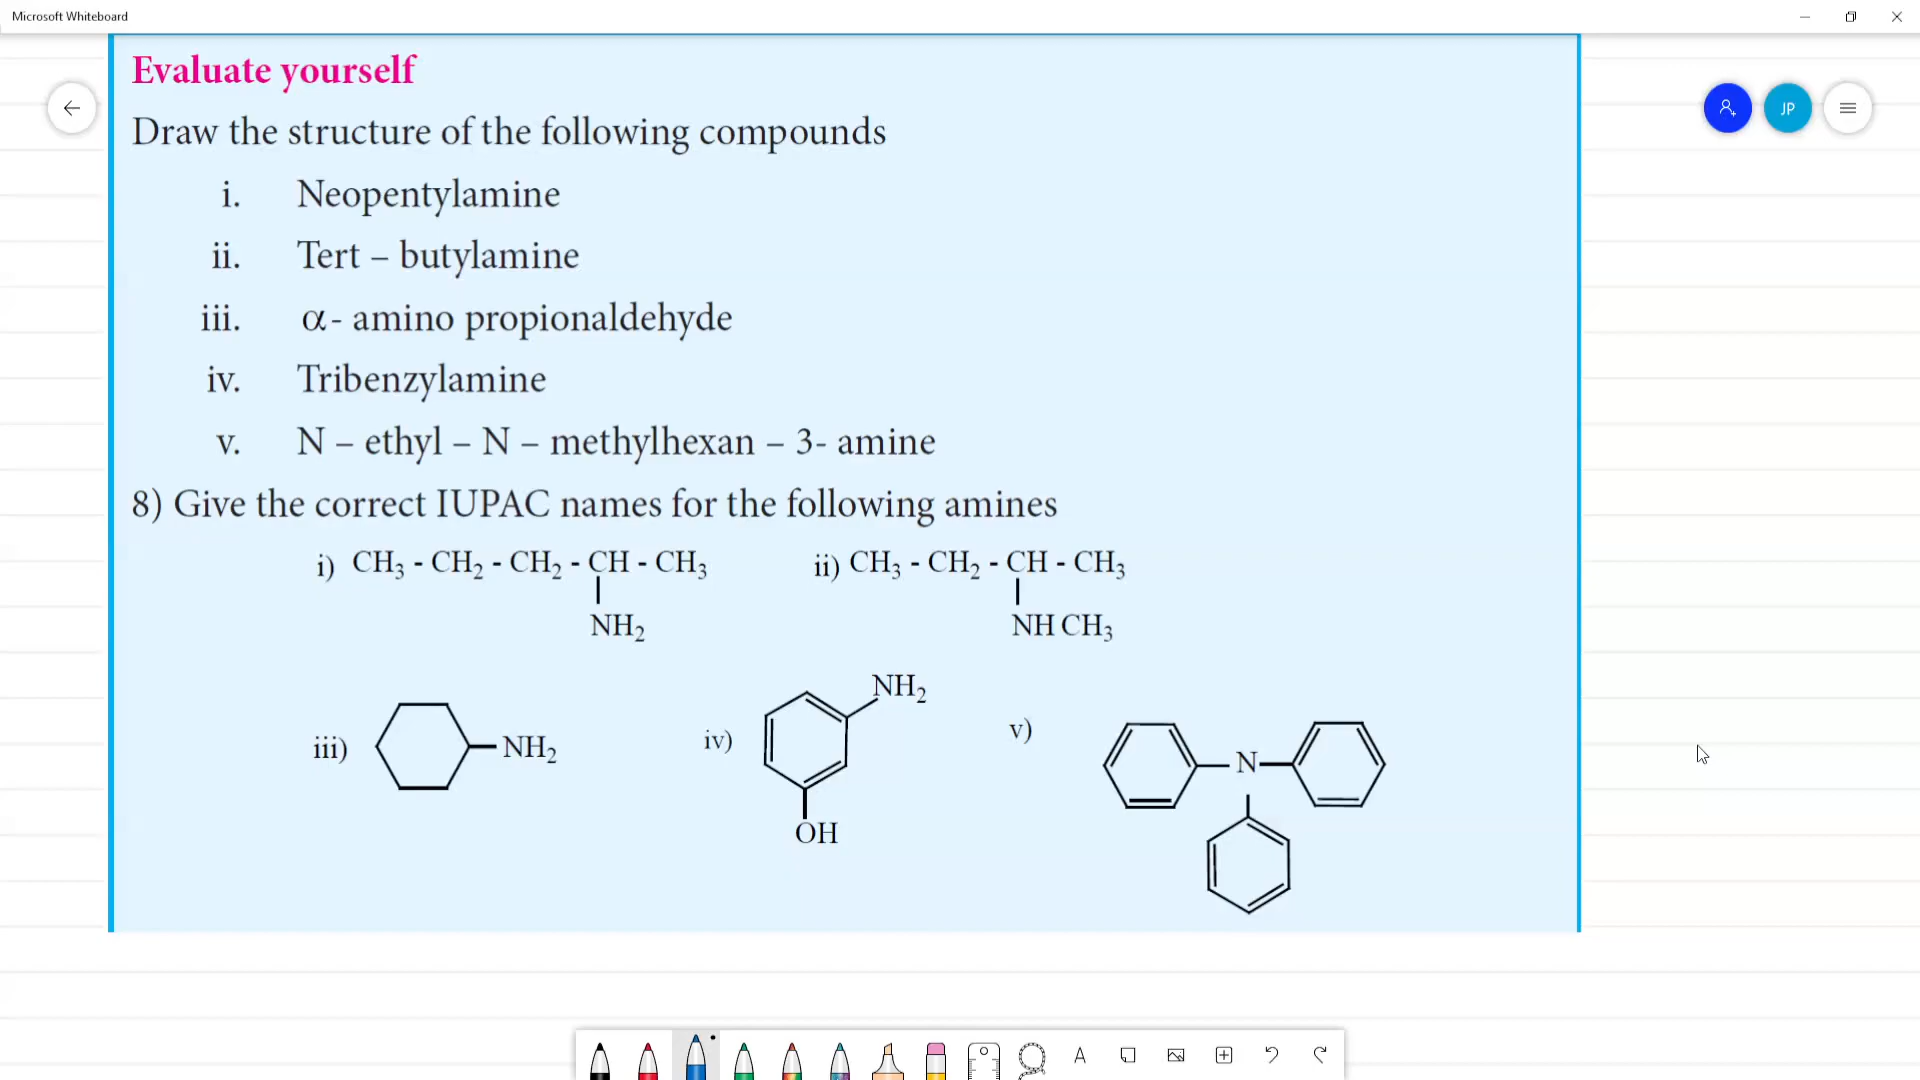 Microsoft Whiteboard
Evaluate yourself
JP
Draw the structure of the following compounds
i. Neopentylamine
ii. Tert – butylamine
iii. α- amino propionaldehyde
iv. Tribenzylamine
v. N – ethyl – N – methylhexan – 3- amine
8) Give the correct IUPAC names for the following amines
i) CH₃ - CH₂ - CH₂ - CH - CH₃ ii) CH₃ - CH₂ - CH - CH₃
NH₂ NH CH₃
NH₂
iii) NH₂ iv) v) N
OH
A